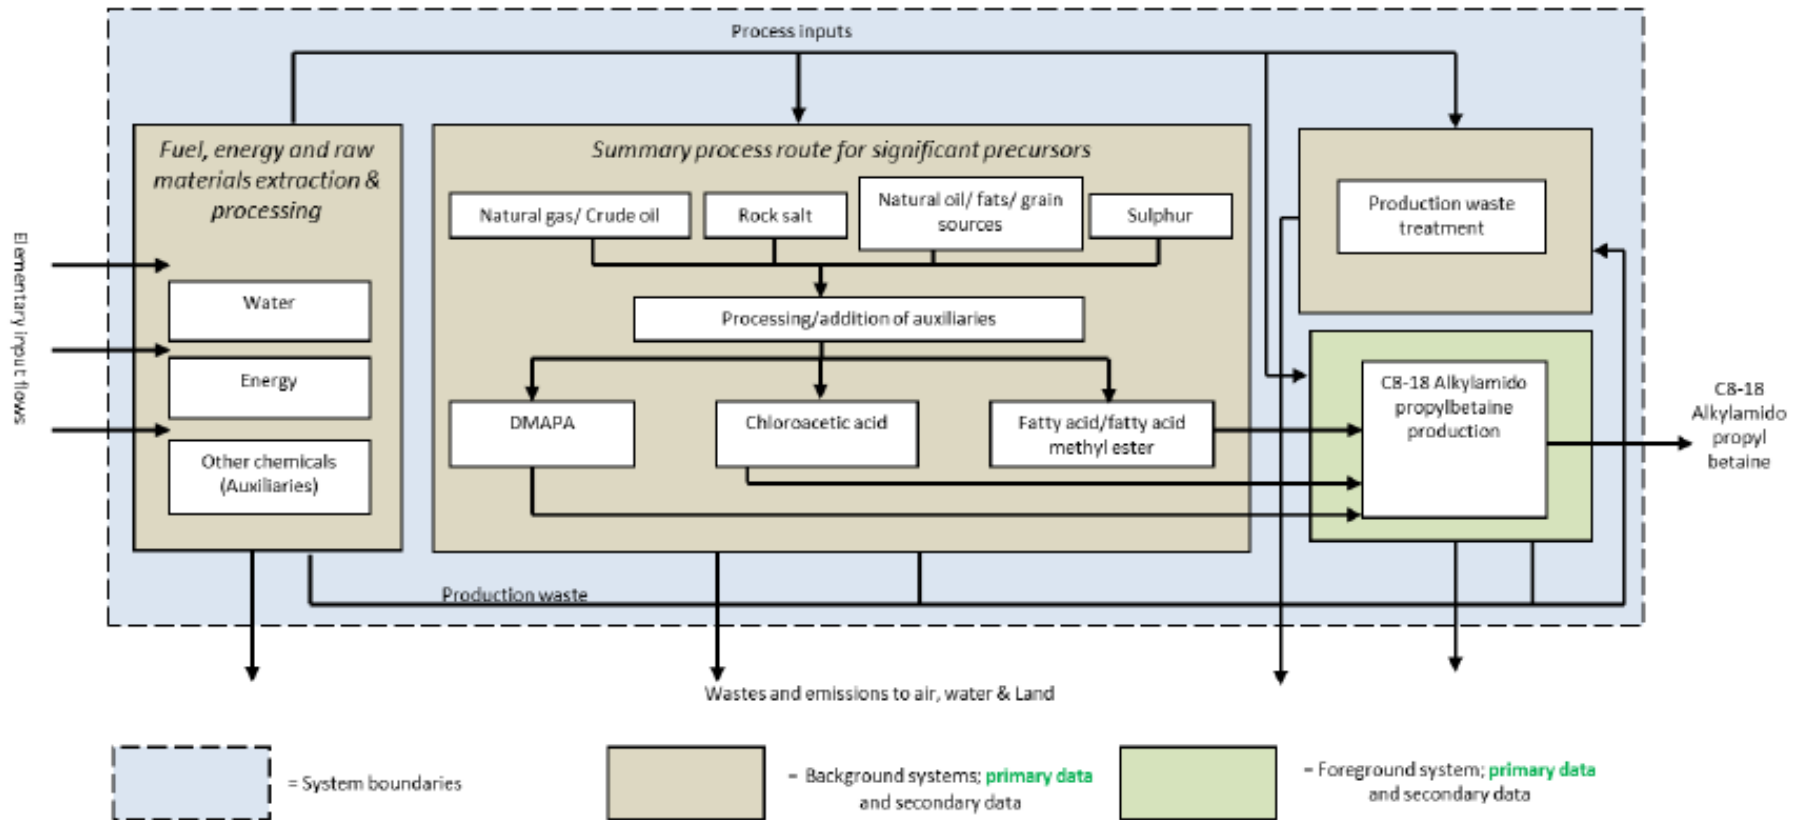 Process inputs
Fuel, energy and raw
materials extraction &
processing
Summary process route for significant precursors
Natural gas/ Crude oil
Rock salt
Natural oil/ fats/ grain
sources
Sulphur
Production waste
treatment
Elementary input flows
Water
Processing/addition of auxiliaries
Energy
DMAPA
Chloroacetic acid
Fatty acid/fatty acid
methyl ester
C8-18 Alkylamido
propylbetaine
production
C8-18
Alkylamido
propyl
betaine
Other chemicals
(Auxiliaries)
Production waste
Wastes and emissions to air, water & Land
= System boundaries
= Background systems; primary data
and secondary data
= Foreground system; primary data
and secondary data